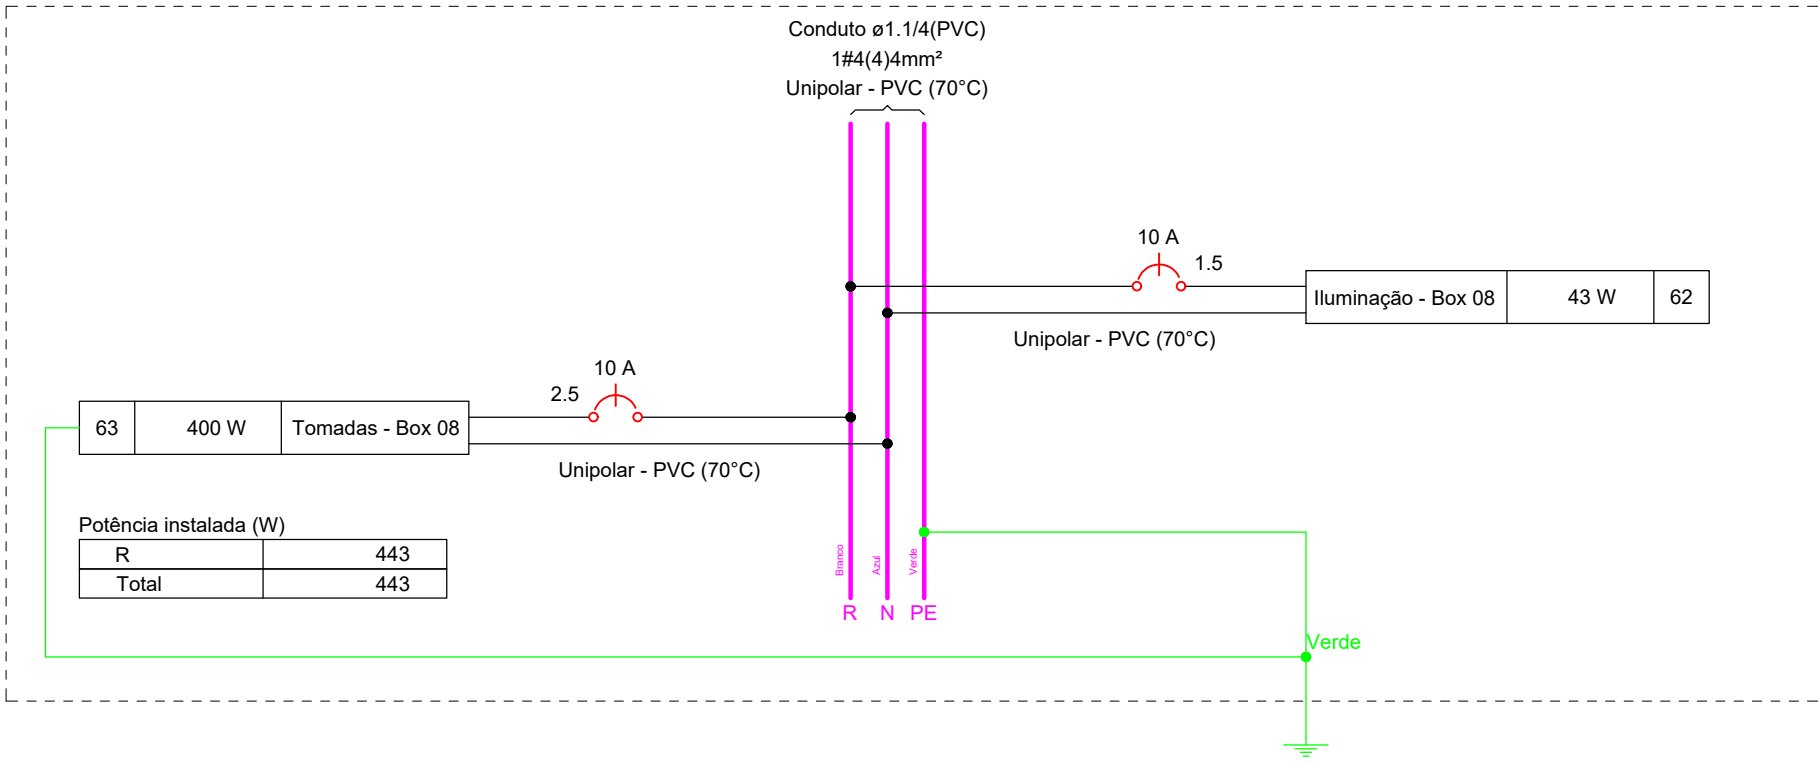 Conduto ø1.1/4(PVC)
1#4(4)4mm²
Unipolar - PVC (70°C)
10 A
1.5
Iluminação - Box 08 43 W 62
Unipolar - PVC (70°C)
10 A
2.5
63 400 W Tomadas - Box 08
Unipolar - PVC (70°C)
Potência instalada (W)
R 443
Total 443
Branco
Azul
Verde
R N PE
Verde